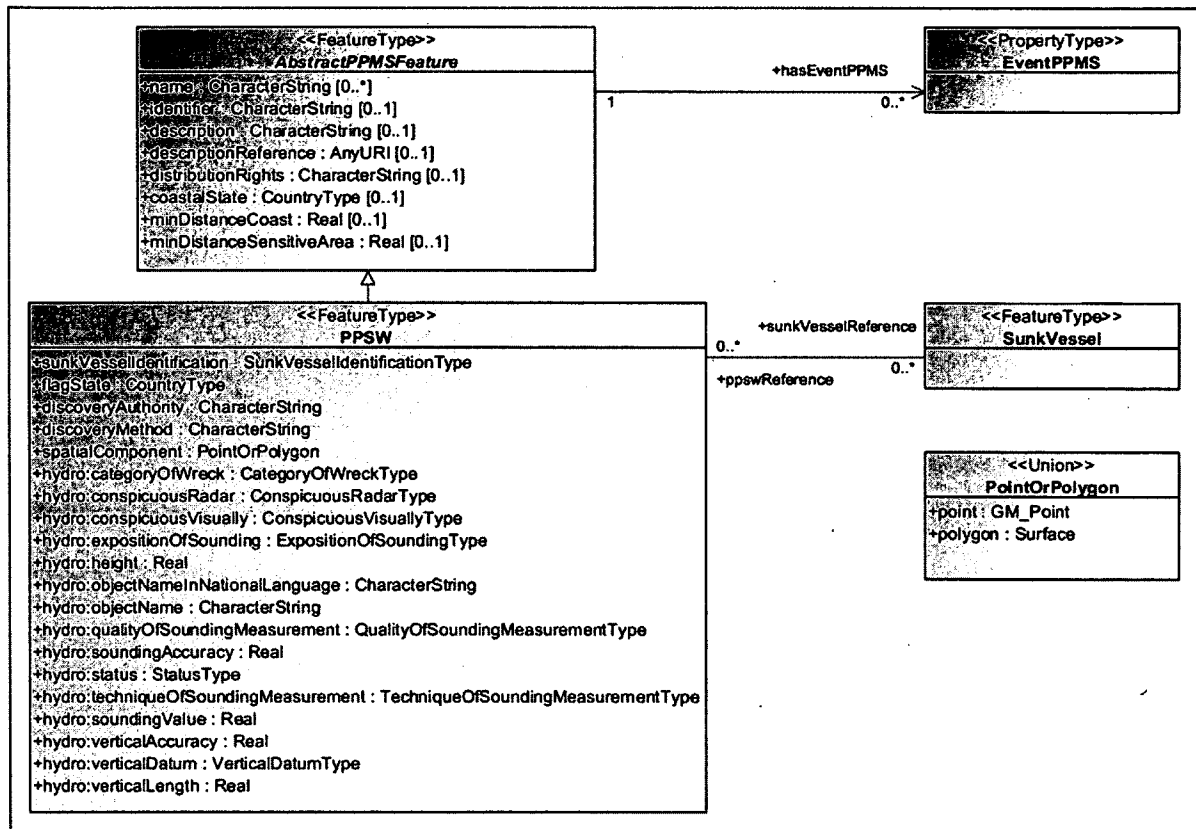 <<FeatureType>>
AbstractPPMSFeature
+name : CharacterString [0..*]
+identifier : CharacterString [0..1]
+description : CharacterString [0..1]
+descriptionReference : AnyURI [0..1]
+distributionRights : CharacterString [0..1]
+coastalState : CountryType [0..1]
+minDistanceCoast : Real [0..1]
+minDistanceSensitiveArea : Real [0..1]
+hasEventPPMS
1
0..*
<<PropertyType>>
EventPPMS
<<FeatureType>>
PPSW
+sunkVesselIdentification : SunkVesselIdentificationType
+flagState : CountryType
+discoveryAuthority : CharacterString
+discoveryMethod : CharacterString
+spatialComponent : PointOrPolygon
+hydro:categoryOfWreck : CategoryOfWreckType
+hydro:conspicuousRadar : ConspicuousRadarType
+hydro:conspicuousVisually : ConspicuousVisuallyType
+hydro:expositionOfSounding : ExpositionOfSoundingType
+hydro:height : Real
+hydro:objectNameInNationalLanguage : CharacterString
+hydro:objectName : CharacterString
+hydro:qualityOfSoundingMeasurement : QualityOfSoundingMeasurementType
+hydro:soundingAccuracy : Real
+hydro:status : StatusType
+hydro:techniqueOfSoundingMeasurement : TechniqueOfSoundingMeasurementType
+hydro:soundingValue : Real
+hydro:verticalAccuracy : Real
+hydro:verticalDatum : VerticalDatumType
+hydro:verticalLength : Real
+sunkVesselReference
0..*
0..*
+ppswReference
<<FeatureType>>
SunkVessel
<<Union>>
PointOrPolygon
+point : GM_Point
+polygon : Surface